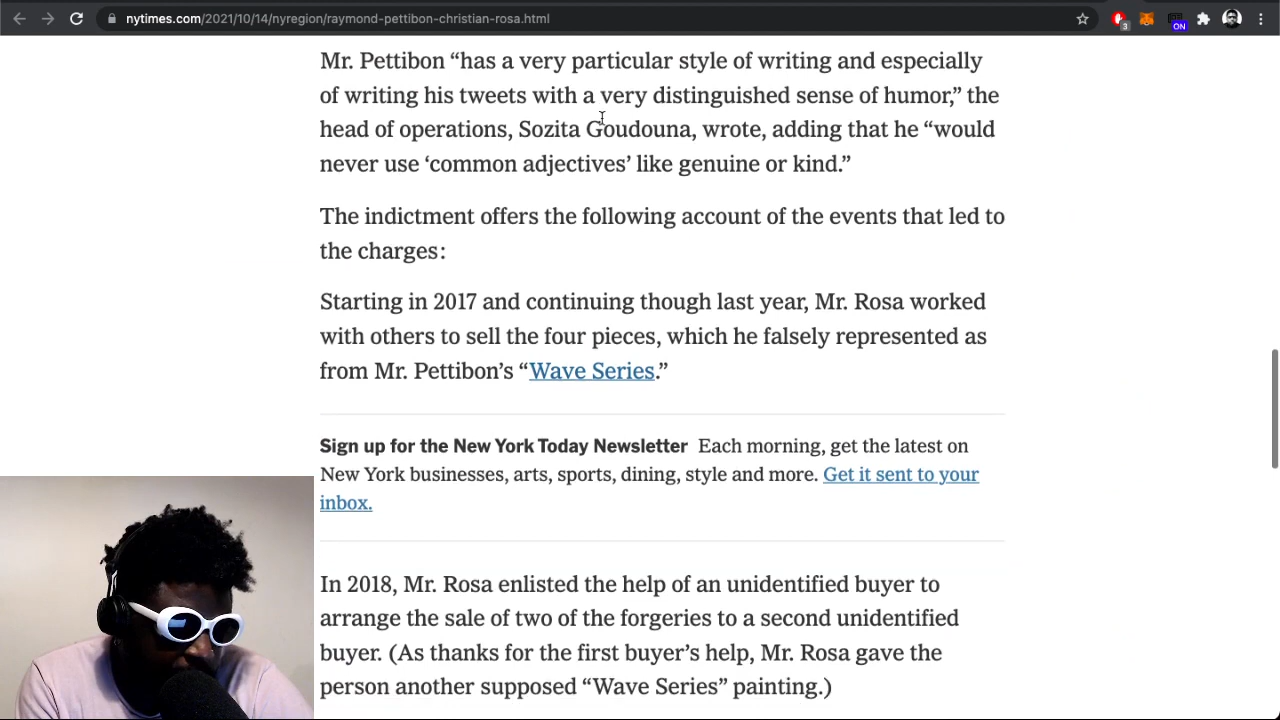 nytimes.com/2021/10/14/nyregion/raymond-pettibon-christian-rosa.html
3
ON
Mr. Pettibon “has a very particular style of writing and especially
of writing his tweets with a very distinguished sense of humor,” the
head of operations, Sozita Goudouna, wrote, adding that he “would
never use ‘common adjectives’ like genuine or kind.”
The indictment offers the following account of the events that led to
the charges:
Starting in 2017 and continuing though last year, Mr. Rosa worked
with others to sell the four pieces, which he falsely represented as
from Mr. Pettibon’s “Wave Series.”
Sign up for the New York Today Newsletter Each morning, get the latest on
New York businesses, arts, sports, dining, style and more. Get it sent to your
inbox.
In 2018, Mr. Rosa enlisted the help of an unidentified buyer to
arrange the sale of two of the forgeries to a second unidentified
buyer. (As thanks for the first buyer’s help, Mr. Rosa gave the
person another supposed “Wave Series” painting.)